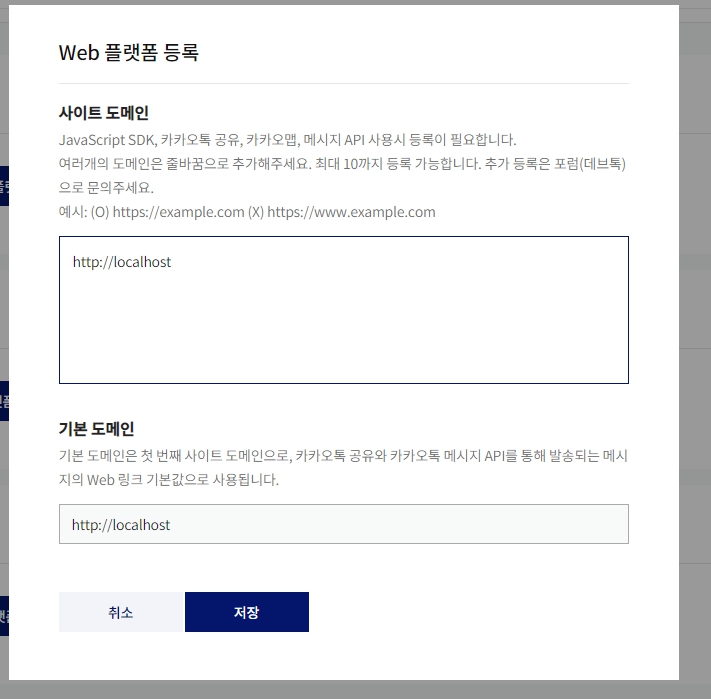 Web 플랫폼 등록
사이트 도메인
JavaScript SDK, 카카오톡 공유, 카카오맵, 메시지 API 사용시 등록이 필요합니다.
여러개의 도메인은 줄바꿈으로 추가해주세요. 최대 10까지 등록 가능합니다. 추가 등록은 포럼(데브톡)
으로 문의주세요.
예시: (O) https://example.com (X) https://www.example.com
http://localhost
기본 도메인
기본 도메인은 첫 번째 사이트 도메인으로, 카카오톡 공유와 카카오톡 메시지 API를 통해 발송되는 메시
지의 Web 링크 기본값으로 사용됩니다.
http://localhost
취소
저장